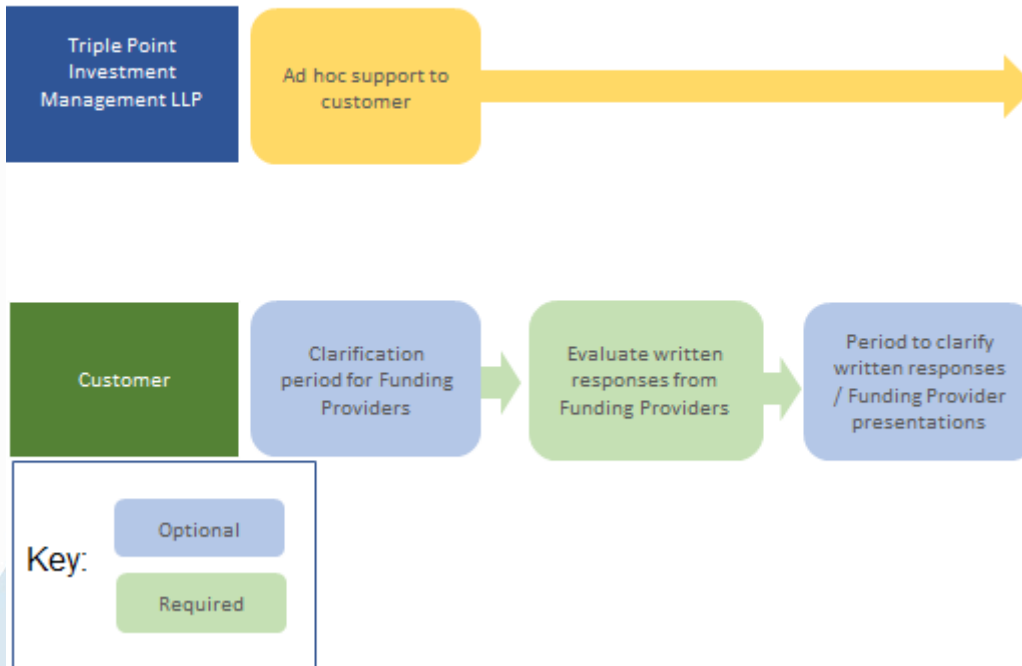 Triple Point
Investment
Management LLP
Ad hoc support to
customer
Customer
Clarification
period for Funding
Providers
Evaluate written
responses from
Funding Providers
Period to clarify
written responses
/ Funding Provider
presentations
Key:
Optional
Required